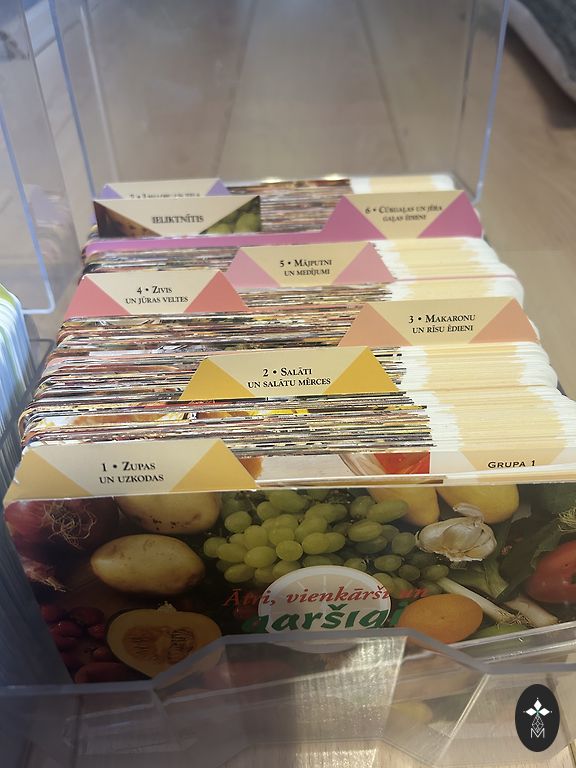 IELIKTNĪTIS
6 • Cūkgaļas un jēra
gaļas ēdieni
5 • Mājputni
un medījumi
4 • Zivis
un jūras veltes
3 • Makaronu
un rīsu ēdieni
2 • Salāti
un salātu mērces
1 • Zupas
un uzkodas
Grupa 1
Ātri, vienkārši un
garšīgi
M